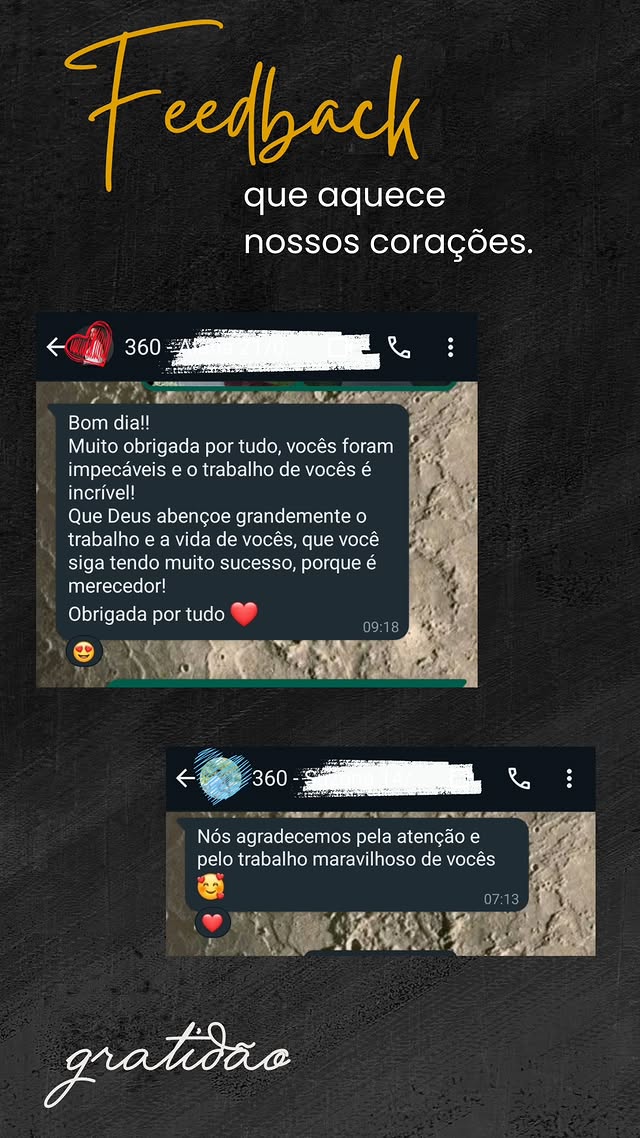 Feedback
que aquece
nossos corações.
360 -
Bom dia!!
Muito obrigada por tudo, vocês foram
impecáveis e o trabalho de vocês é
incrível!
Que Deus abençoe grandemente o
trabalho e a vida de vocês, que você
siga tendo muito sucesso, porque é
merecedor!
Obrigada por tudo ❤️
09:18
😍
360 -
Nós agradecemos pela atenção e
pelo trabalho maravilhoso de vocês
🥰
07:13
❤️
gratidão